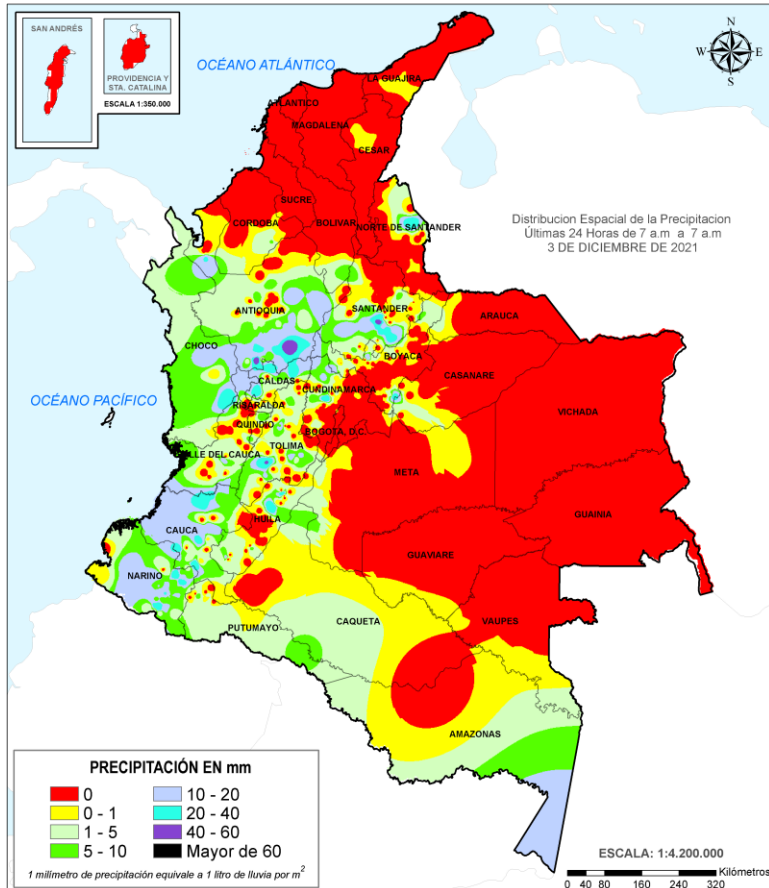 SAN ANDRÉS
PROVIDENCIA Y
STA. CATALINA
ESCALA 1:350.000
OCÉANO ATLÁNTICO
N
W E
S
LA GUAJIRA
ATLANTICO
MAGDALENA
CESAR
SUCRE
CORDOBA
BOLIVAR
NORTE DE SANTANDER
Distribucion Espacial de la Precipitacion
Últimas 24 Horas de 7 a.m a 7 a.m
3 DE DICIEMBRE DE 2021
ANTIOQUIA
SANTANDER
ARAUCA
CHOCO
BOYACA
CASANARE
CALDAS
CUNDINAMARCA
OCÉANO PACÍFICO
RISARALDA
VICHADA
QUINDIO
BOGOTA, D.C.
TOLIMA
VALLE DEL CAUCA
META
GUAINIA
CAUCA
HUILA
GUAVIARE
NARINO
VAUPES
PUTUMAYO
CAQUETA
AMAZONAS
PRECIPITACIÓN EN mm
0
0 - 1
1 - 5
5 - 10
10 - 20
20 - 40
40 - 60
Mayor de 60
1 milímetro de precipitación equivale a 1 litro de lluvia por m²
ESCALA: 1:4.200.000
Kilómetros
0 40 80 160 240 320